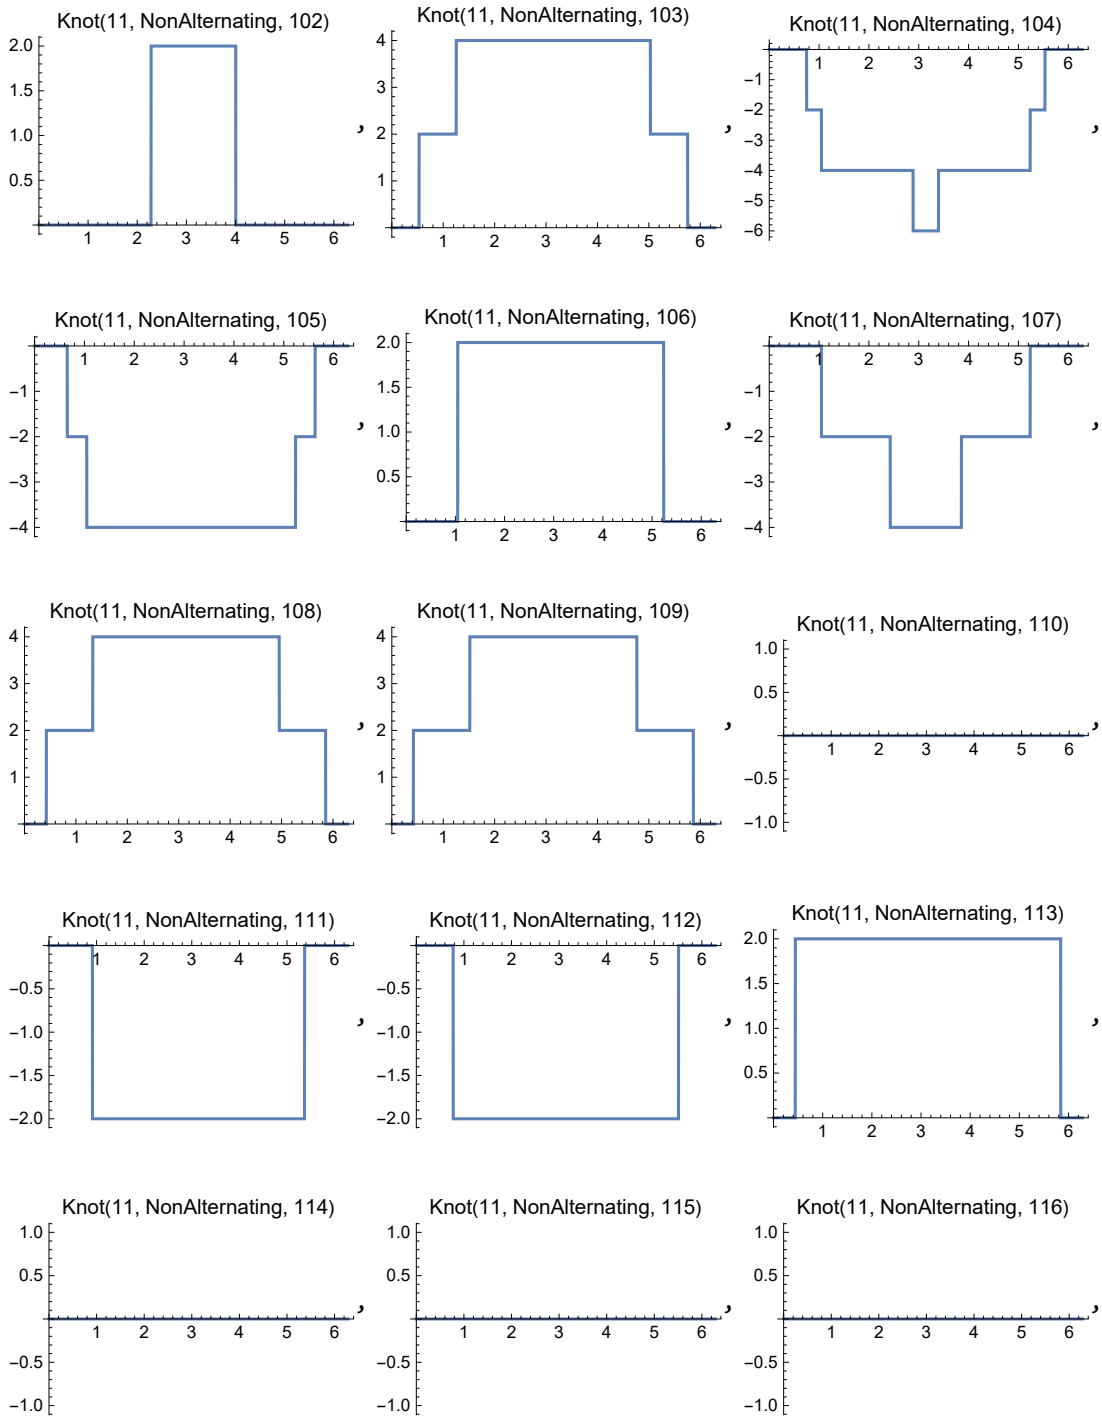 Knot(11, NonAlternating, 102)
2.0
1.5
1.0
0.5
1 2 3 4 5 6
,
Knot(11, NonAlternating, 103)
4
3
2
1
1 2 3 4 5 6
,
Knot(11, NonAlternating, 104)
1 2 3 4 5 6
−1
−2
−3
−4
−5
−6
,
Knot(11, NonAlternating, 105)
1 2 3 4 5 6
−1
−2
−3
−4
,
Knot(11, NonAlternating, 106)
2.0
1.5
1.0
0.5
1 2 3 4 5 6
,
Knot(11, NonAlternating, 107)
1 2 3 4 5 6
−1
−2
−3
−4
,
Knot(11, NonAlternating, 108)
4
3
2
1
1 2 3 4 5 6
,
Knot(11, NonAlternating, 109)
4
3
2
1
1 2 3 4 5 6
,
Knot(11, NonAlternating, 110)
1.0
0.5
1 2 3 4 5 6
−0.5
−1.0
Knot(11, NonAlternating, 111)
1 2 3 4 5 6
−0.5
−1.0
−1.5
−2.0
,
Knot(11, NonAlternating, 112)
1 2 3 4 5 6
−0.5
−1.0
−1.5
−2.0
,
Knot(11, NonAlternating, 113)
2.0
1.5
1.0
0.5
1 2 3 4 5 6
,
Knot(11, NonAlternating, 114)
1.0
0.5
1 2 3 4 5 6
−0.5
−1.0
,
Knot(11, NonAlternating, 115)
1.0
0.5
1 2 3 4 5 6
−0.5
−1.0
,
Knot(11, NonAlternating, 116)
1.0
0.5
1 2 3 4 5 6
−0.5
−1.0
,